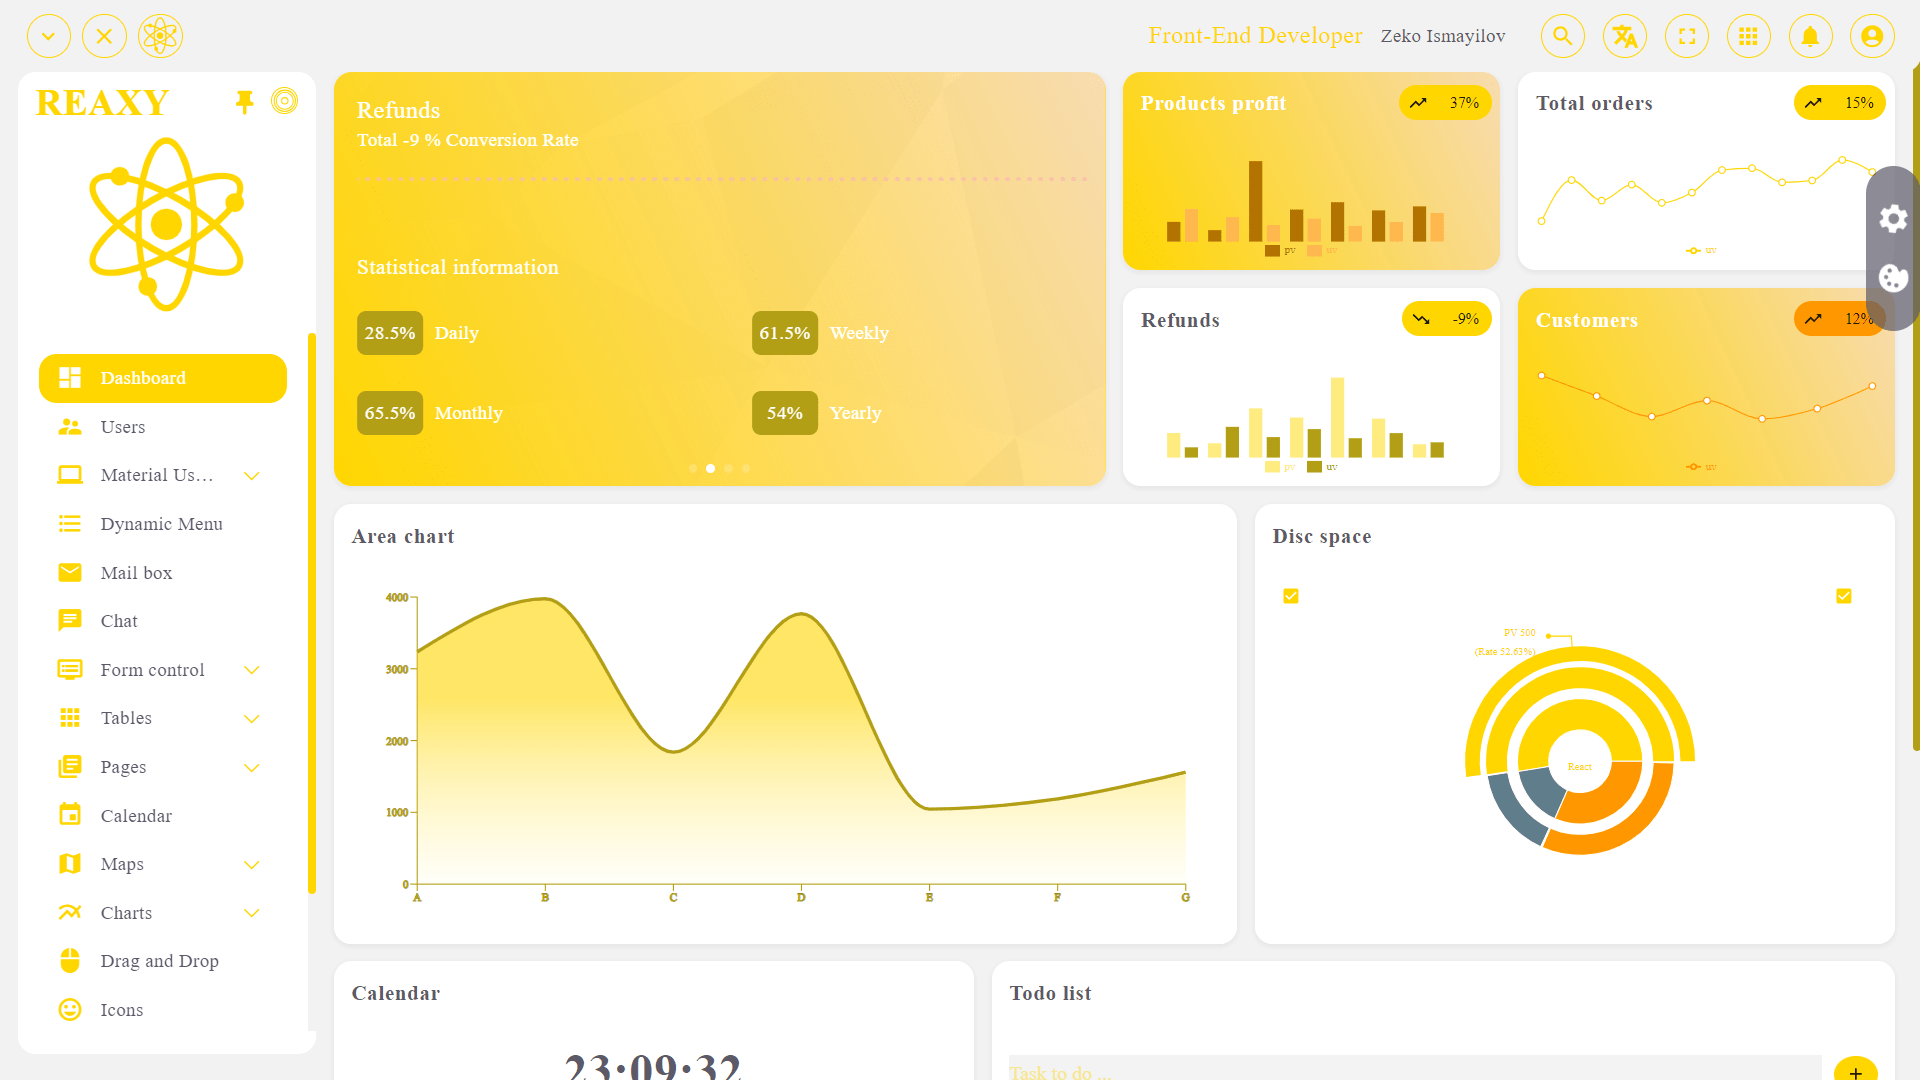 Front-End Developer Zeko Ismayilov
REAXY
Dashboard
Users
Material Us...
Dynamic Menu
Mail box
Chat
Form control
Tables
Pages
Calendar
Maps
Charts
Drag and Drop
Icons
Refunds
Total -9 % Conversion Rate
Statistical information
28.5% Daily
61.5% Weekly
65.5% Monthly
54% Yearly
Products profit
37%
pv uv
Total orders
15%
uv
Refunds
-9%
pv uv
Customers
12%
uv
Area chart
4000
3000
2000
1000
0
A B C D E F G
Disc space
PV 500
(Rate 52.63%)
React
Calendar
23:09:32
Todo list
Task to do ...